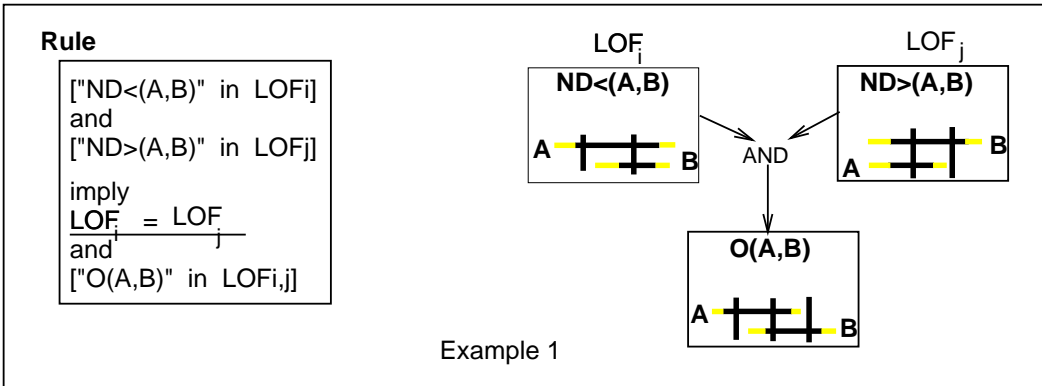 Rule
["ND<(A,B)" in LOFi]
and
["ND>(A,B)" in LOFj]
imply
LOFi = LOFj
and
["O(A,B)" in LOFi,j]
LOFi
ND<(A,B)
A
B
LOFj
ND>(A,B)
B
A
AND
O(A,B)
A
B
Example 1